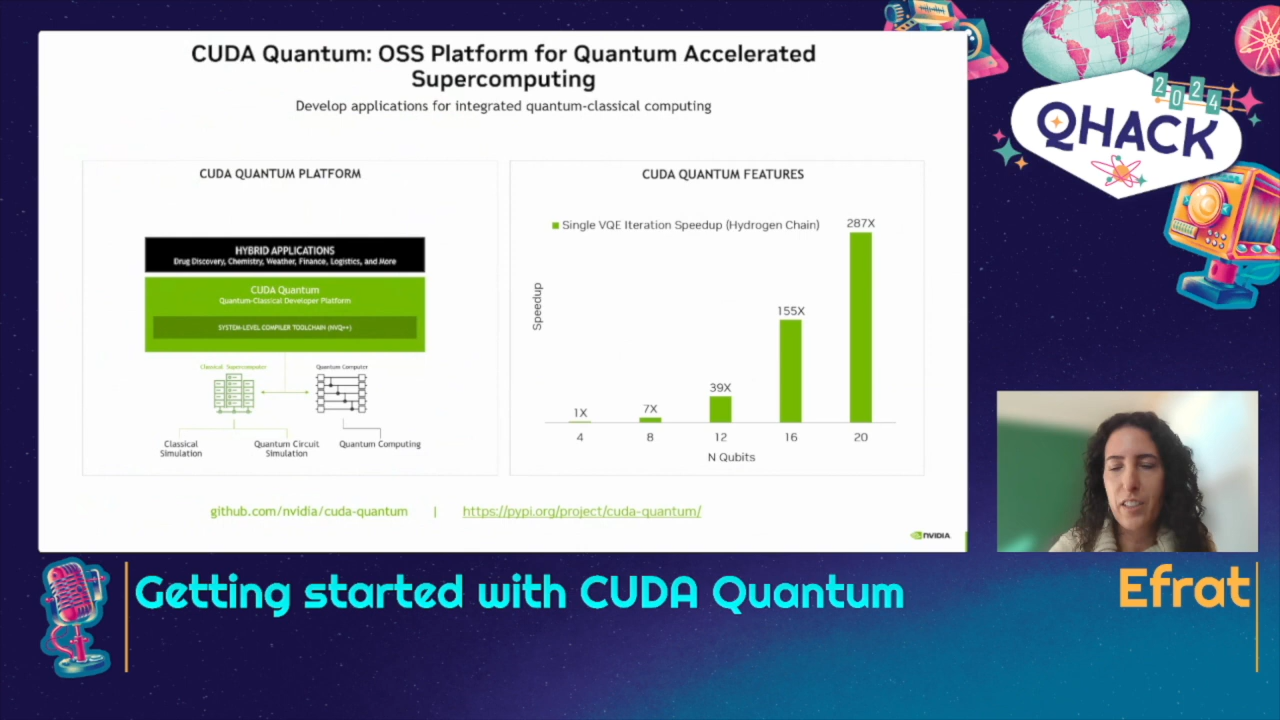 CUDA Quantum: OSS Platform for Quantum Accelerated
Supercomputing
Develop applications for integrated quantum-classical computing
CUDA QUANTUM PLATFORM
HYBRID APPLICATIONS
Drug Discovery, Chemistry, Weather, Finance, Logistics, and More
CUDA Quantum
Quantum-Classical Developer Platform
SYSTEM-LEVEL COMPILER TOOLCHAIN (NVQ++)
Classical Supercomputer
Quantum Computer
Classical
Simulation
Quantum Circuit
Simulation
Quantum Computing
CUDA QUANTUM FEATURES
Single VQE Iteration Speedup (Hydrogen Chain)
Speedup
1X
7X
39X
155X
287X
4
8
12
16
20
N Qubits
github.com/nvidia/cuda-quantum | https://pypi.org/project/cuda-quantum/
NVIDIA
2024
QHACK
Getting started with CUDA Quantum
Efrat